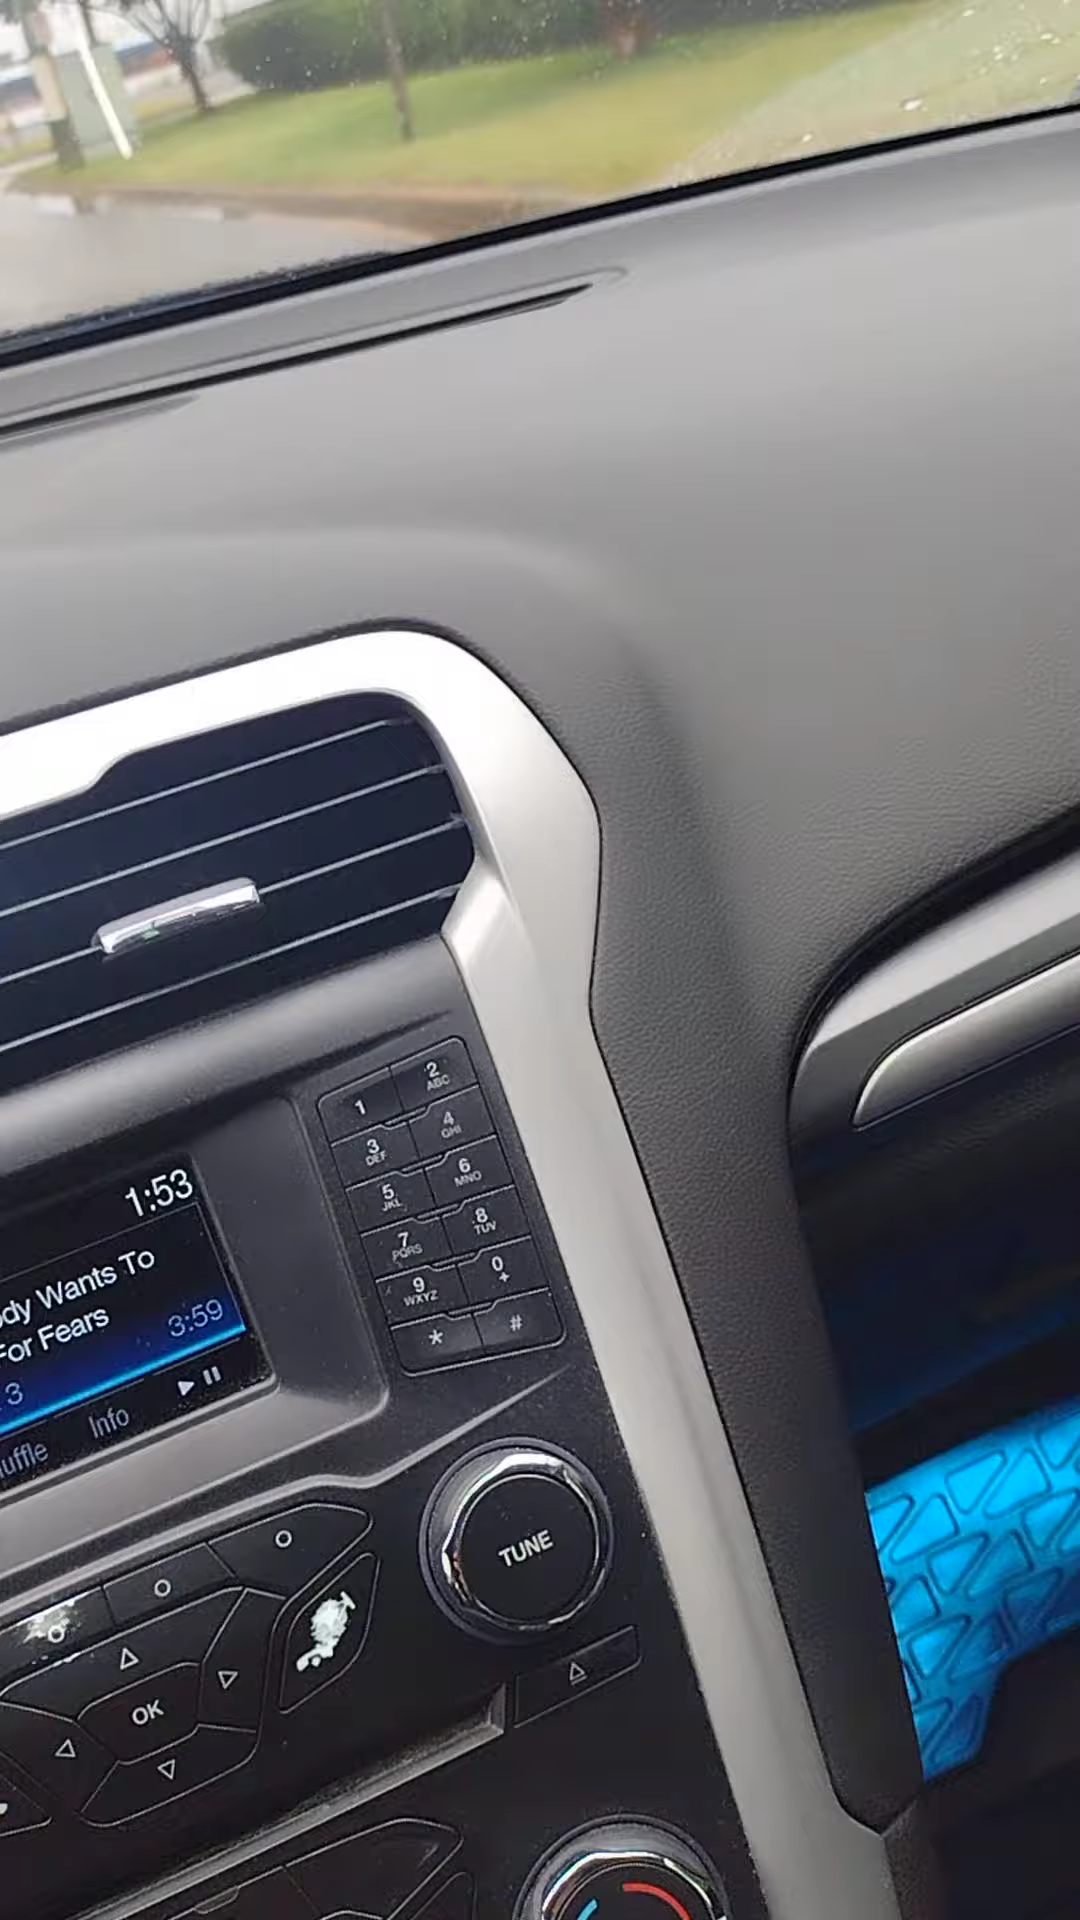 1:53
dy Wants To
For Fears
3:59
3
uffle
Info
1
2
ABC
3
DEF
4
GHI
5
JKL
6
MNO
7
PQRS
8
TUV
9
WXYZ
0
+
*
#
TUNE
OK